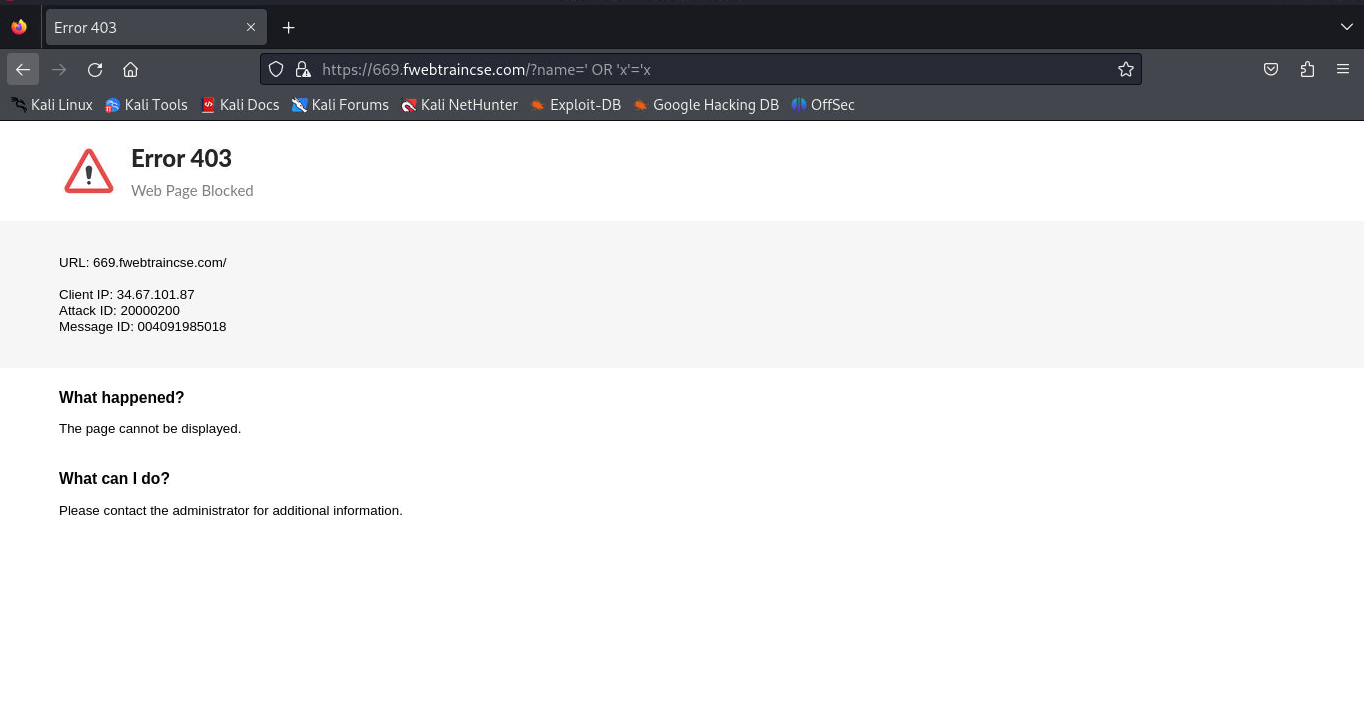 Error 403
https://669.fwebtraincse.com/?name=' OR 'x'='x
Kali Linux Kali Tools Kali Docs Kali Forums Kali NetHunter Exploit-DB Google Hacking DB OffSec
Error 403
Web Page Blocked
URL: 669.fwebtraincse.com/
Client IP: 34.67.101.87
Attack ID: 20000200
Message ID: 004091985018
What happened?
The page cannot be displayed.
What can I do?
Please contact the administrator for additional information.